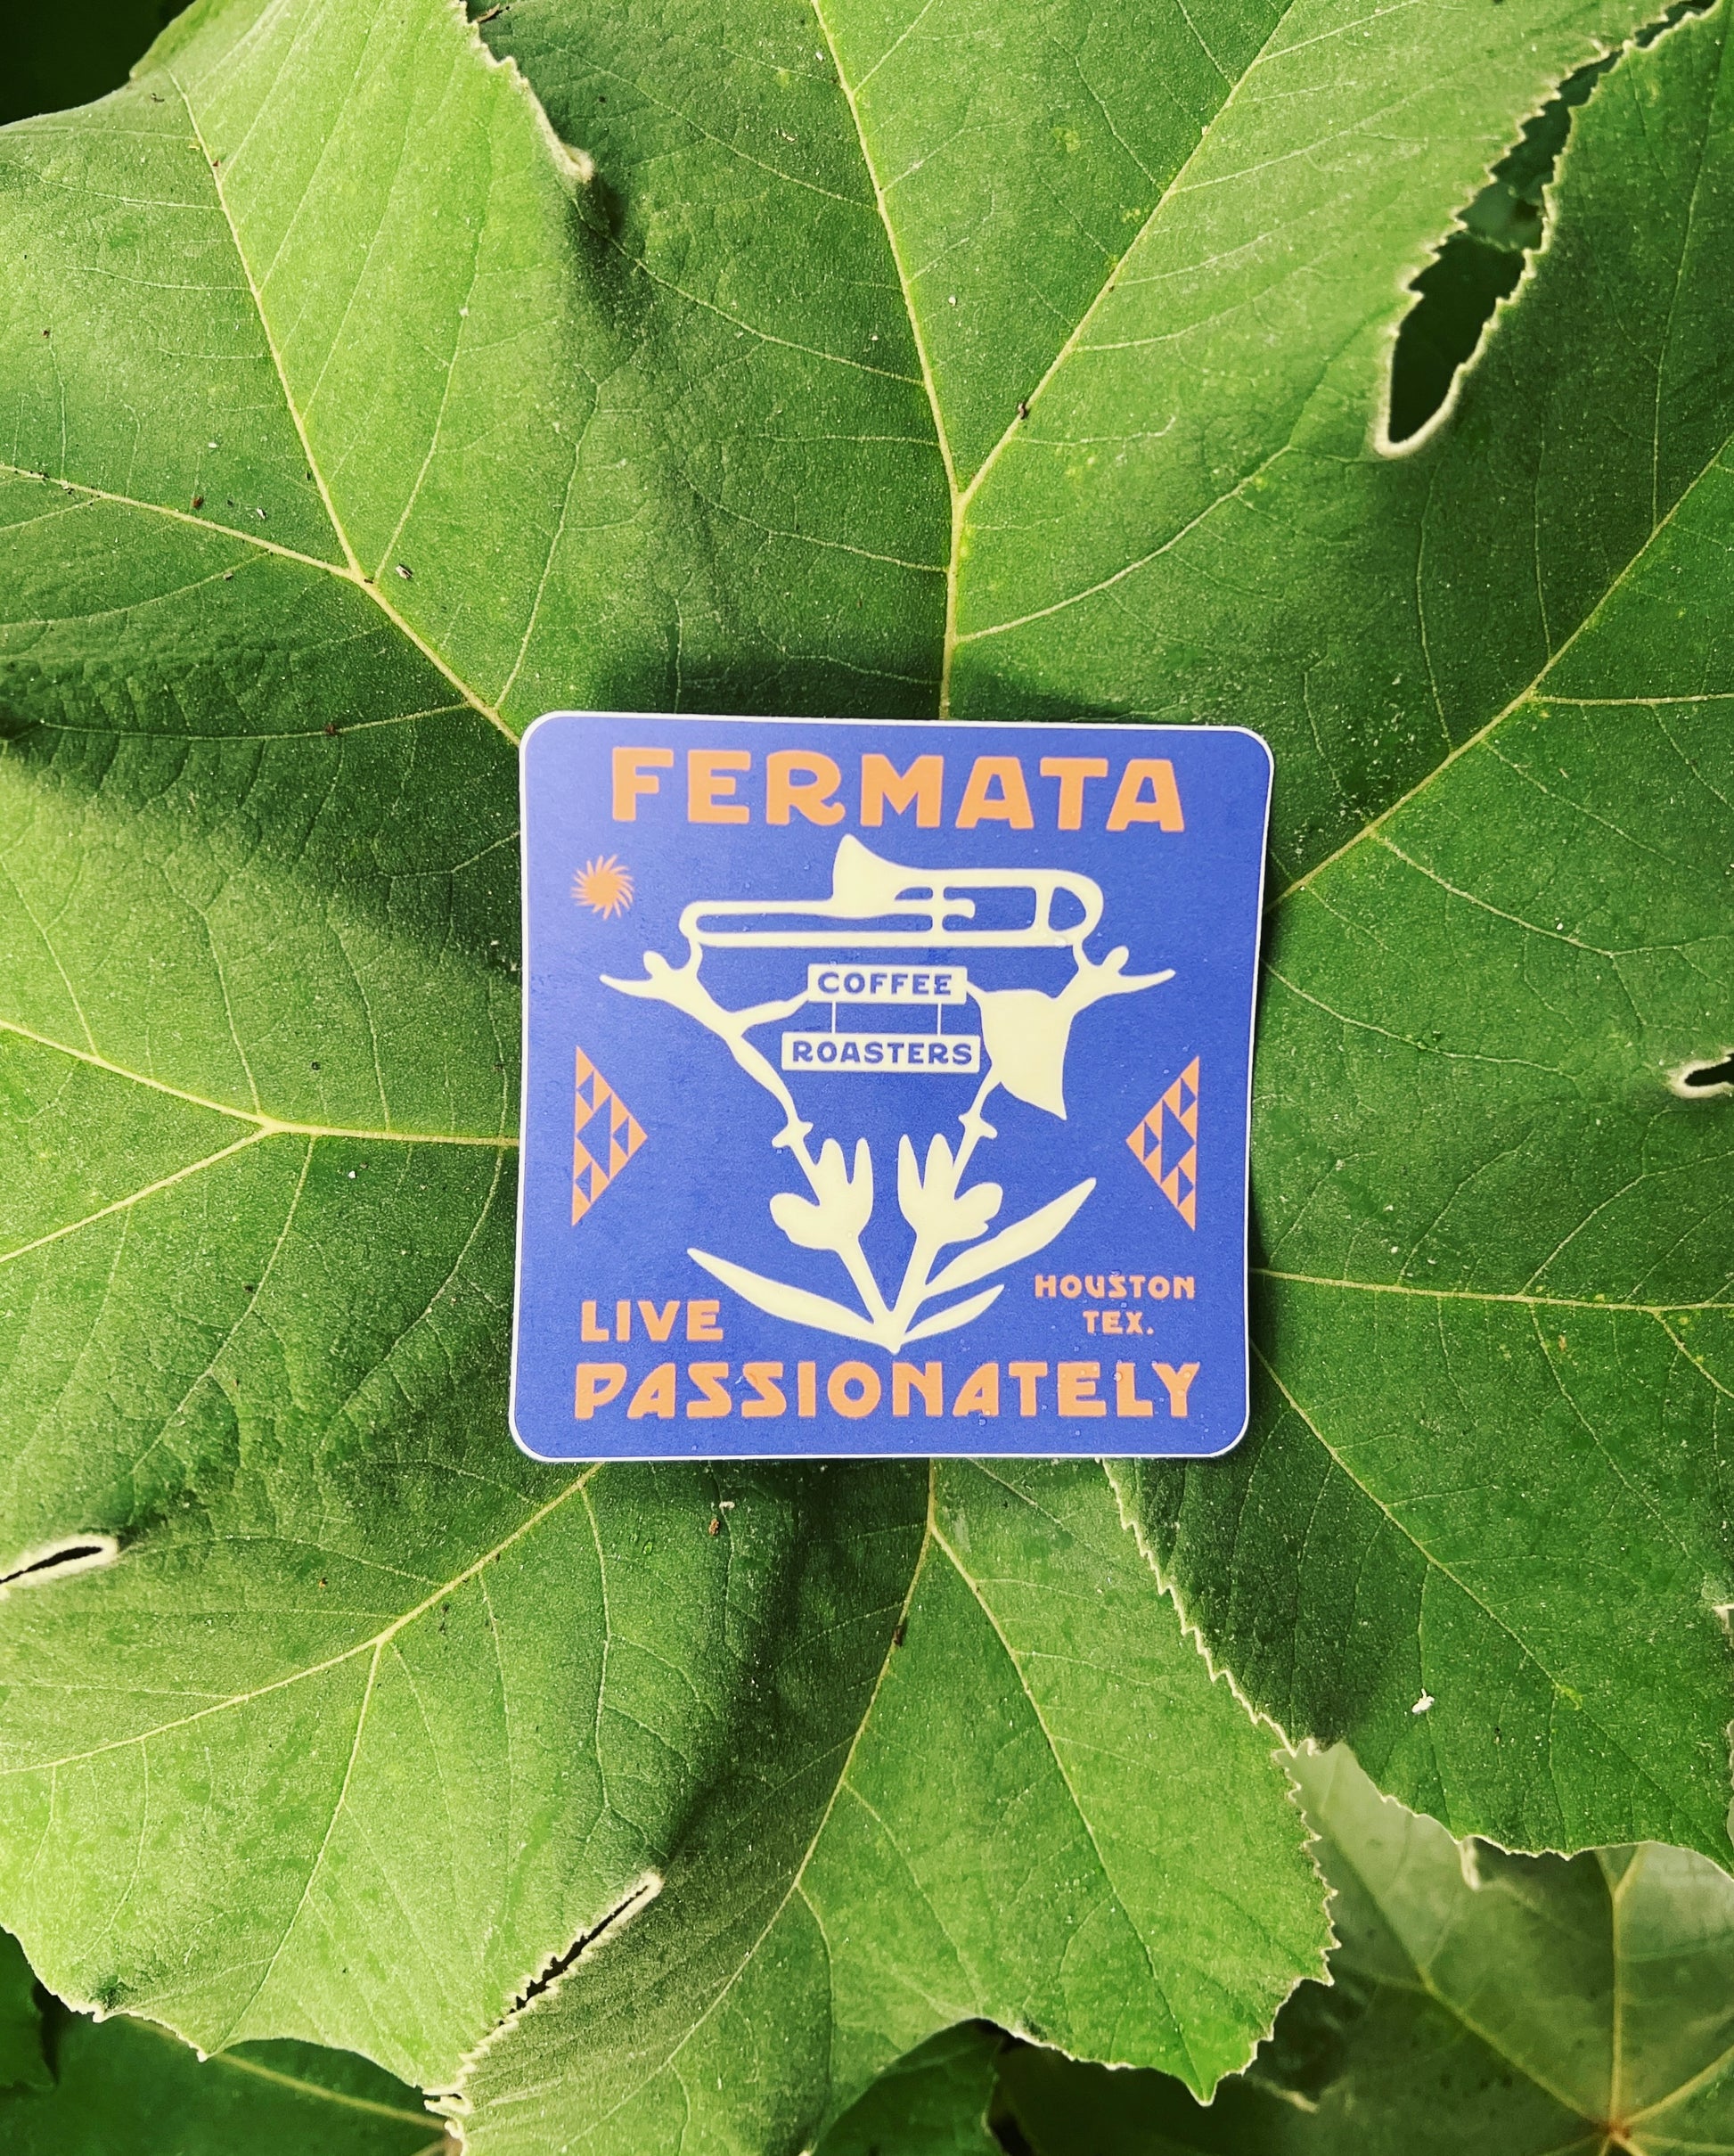 FERMATA
COFFEE
ROASTERS
HOUSTON
TEX.
LIVE
PASSIONATELY